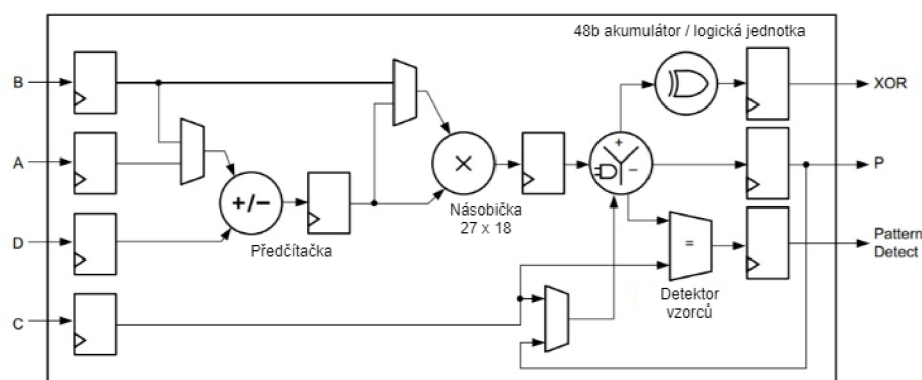 48b akumulátor / logická jednotka
B
XOR
A
+
-
P
×
+/−
Násobička
27 x 18
D
Předčítačka
=
Pattern
Detect
Detektor
vzorců
C